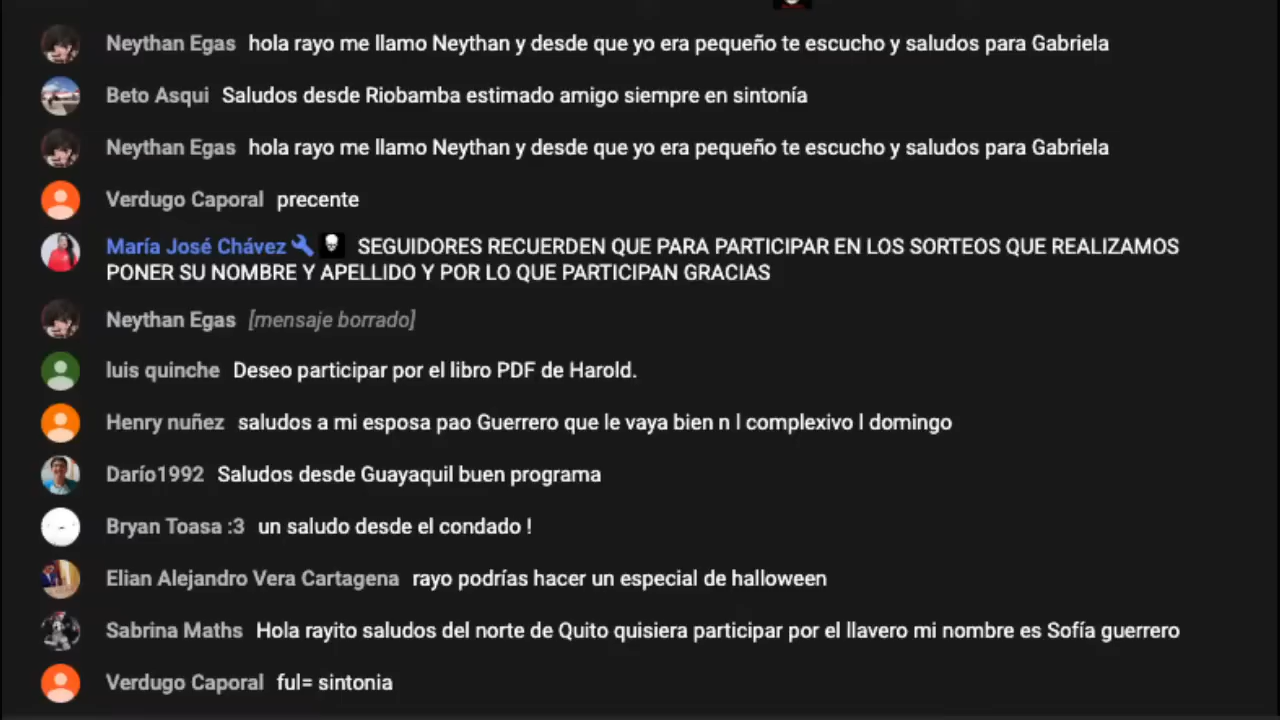 Neythan Egas hola rayo me llamo Neythan y desde que yo era pequeño te escucho y saludos para Gabriela
Beto Asqui Saludos desde Riobamba estimado amigo siempre en sintonía
Neythan Egas hola rayo me llamo Neythan y desde que yo era pequeño te escucho y saludos para Gabriela
Verdugo Caporal precente
María José Chávez SEGUIDORES RECUERDEN QUE PARA PARTICIPAR EN LOS SORTEOS QUE REALIZAMOS
PONER SU NOMBRE Y APELLIDO Y POR LO QUE PARTICIPAN GRACIAS
Neythan Egas [mensaje borrado]
luis quinche Deseo participar por el libro PDF de Harold.
Henry nuñez saludos a mi esposa pao Guerrero que le vaya bien n l complexivo l domingo
Darío1992 Saludos desde Guayaquil buen programa
Bryan Toasa :3 un saludo desde el condado !
Elian Alejandro Vera Cartagena rayo podrías hacer un especial de halloween
Sabrina Maths Hola rayito saludos del norte de Quito quisiera participar por el llavero mi nombre es Sofía guerrero
Verdugo Caporal ful= sintonia